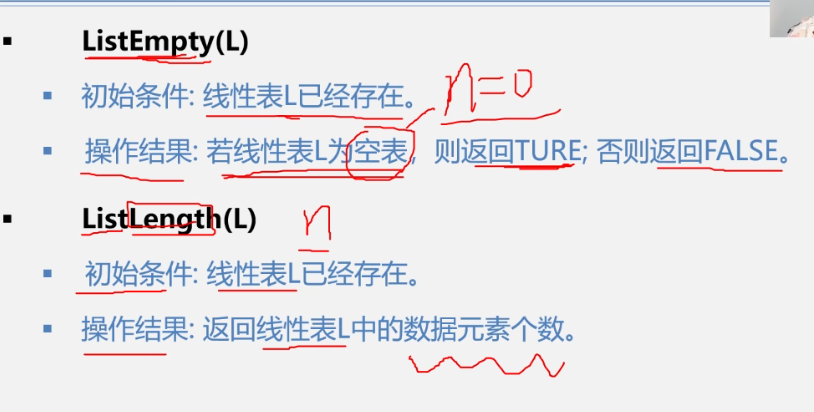 ▪ ListEmpty(L)
▪ 初始条件: 线性表L已经存在。
n=0
▪ 操作结果: 若线性表L为空表, 则返回TURE; 否则返回FALSE。
▪ ListLength(L) n
▪ 初始条件: 线性表L已经存在。
▪ 操作结果: 返回线性表L中的数据元素个数。